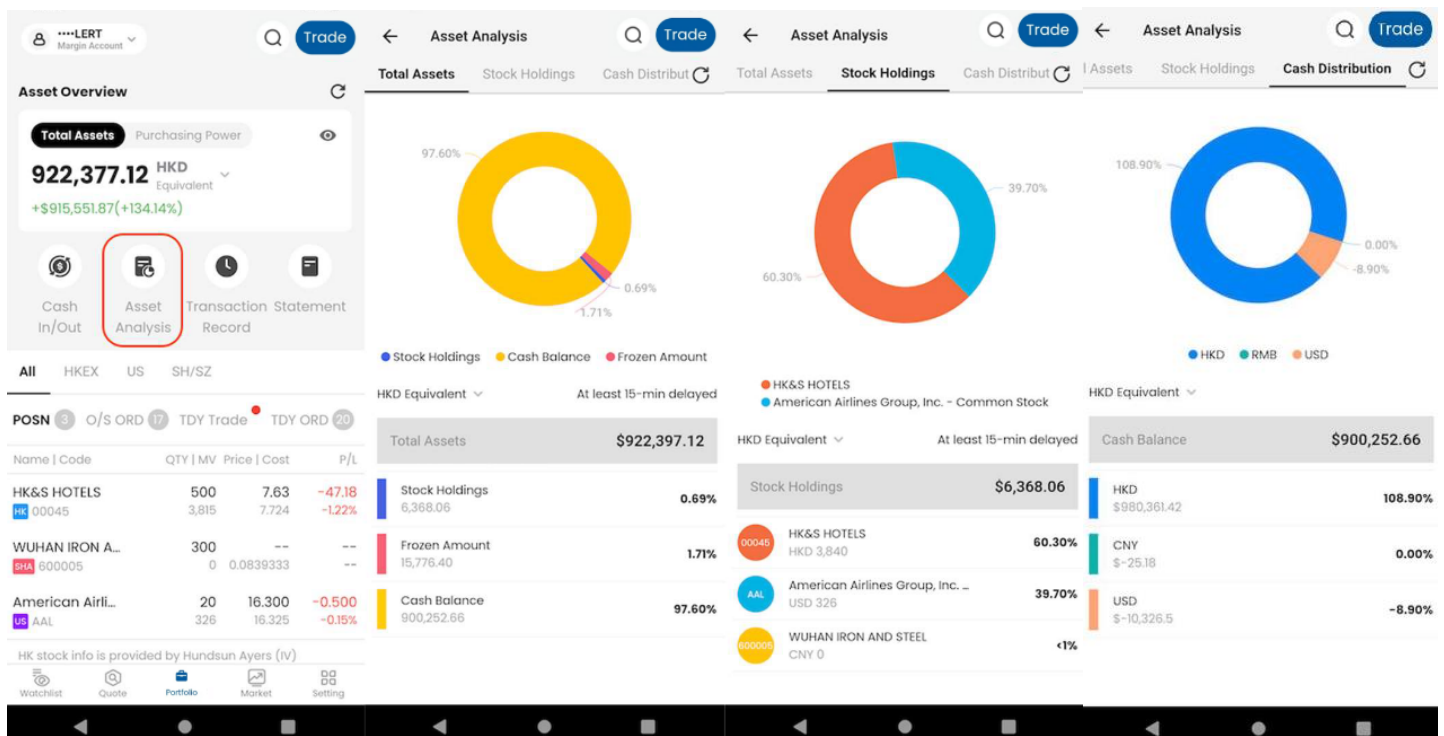 ••••LERT
Margin Account
Trade
Asset Overview
Total Assets Purchasing Power
922,377.12 HKD
Equivalent
+$915,551.87(+134.14%)
Cash In/Out
Asset Analysis
Transaction Record
Statement
All HKEX US SH/SZ
POSN 3 O/S ORD 17 TDY Trade TDY ORD 20
Name | Code QTY | MV Price | Cost P/L
HK&S HOTELS 500 7.63 -47.18
HK 00045 3,815 7.724 -1.22%
WUHAN IRON A... 300 -- --
SHA 600005 0 0.0839333 --
American Airli... 20 16.300 -0.500
US AAL 326 16.325 -0.15%
HK stock info is provided by Hundsun Ayers (IV)
Watchlist Quote Portfolio Market Setting
Asset Analysis
Trade
Total Assets Stock Holdings Cash Distribut
97.60%
0.69%
1.71%
Stock Holdings Cash Balance Frozen Amount
HKD Equivalent At least 15-min delayed
Total Assets $922,397.12
Stock Holdings
6,368.06 0.69%
Frozen Amount
15,776.40 1.71%
Cash Balance
900,252.66 97.60%
Asset Analysis
Trade
Total Assets Stock Holdings Cash Distribut
39.70%
60.30%
HK&S HOTELS
American Airlines Group, Inc. - Common Stock
HKD Equivalent At least 15-min delayed
Stock Holdings $6,368.06
00045 HK&S HOTELS 60.30%
HKD 3,840
AAL American Airlines Group, Inc. ... 39.70%
USD 326
600005 WUHAN IRON AND STEEL <1%
CNY 0
Asset Analysis
Trade
l Assets Stock Holdings Cash Distribution
108.90%
0.00%
-8.90%
HKD RMB USD
HKD Equivalent
Cash Balance $900,252.66
HKD
$980,361.42 108.90%
CNY
$-25.18 0.00%
USD
$-10,326.5 -8.90%